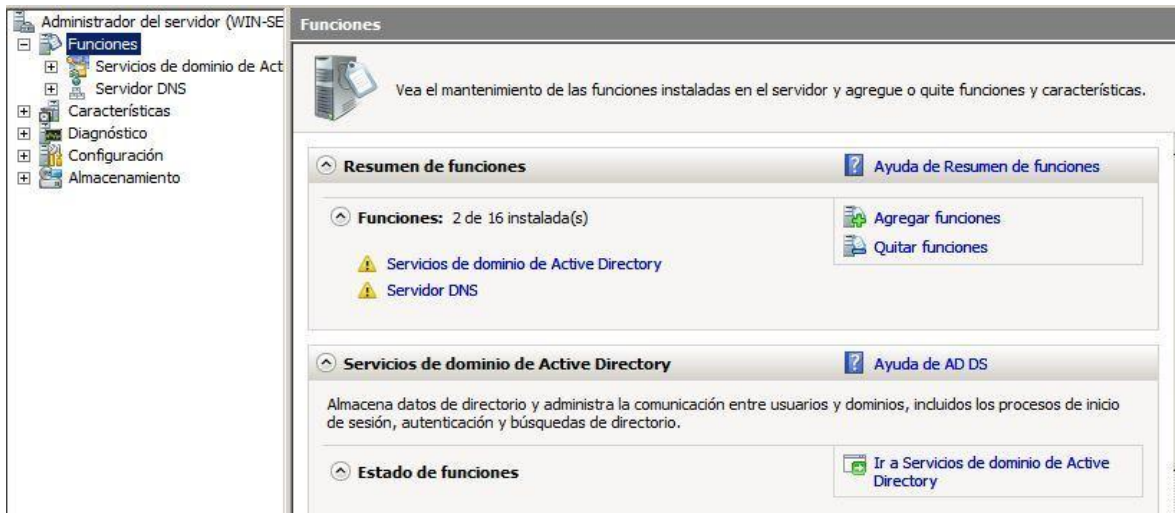 Administrador del servidor (WIN-SE
Funciones
Servicios de dominio de Act
Servidor DNS
Características
Diagnóstico
Configuración
Almacenamiento
Funciones
Vea el mantenimiento de las funciones instaladas en el servidor y agregue o quite funciones y características.
Resumen de funciones
Ayuda de Resumen de funciones
Funciones: 2 de 16 instalada(s)
Agregar funciones
Quitar funciones
Servicios de dominio de Active Directory
Servidor DNS
Servicios de dominio de Active Directory
Ayuda de AD DS
Almacena datos de directorio y administra la comunicación entre usuarios y dominios, incluidos los procesos de inicio
de sesión, autenticación y búsquedas de directorio.
Estado de funciones
Ir a Servicios de dominio de Active
Directory